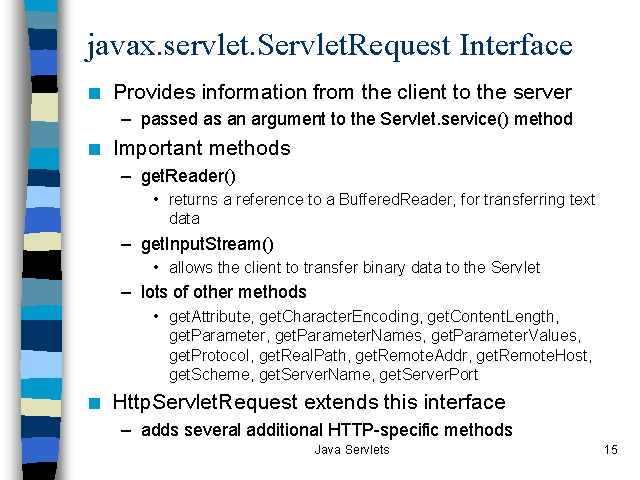 javax.servlet.ServletRequest Interface
■ Provides information from the client to the server
– passed as an argument to the Servlet.service() method
■ Important methods
– getReader()
• returns a reference to a BufferedReader, for transferring text
data
– getInputStream()
• allows the client to transfer binary data to the Servlet
– lots of other methods
• getAttribute, getCharacterEncoding, getContentLength,
getParameter, getParameterNames, getParameterValues,
getProtocol, getRealPath, getRemoteAddr, getRemoteHost,
getScheme, getServerName, getServerPort
■ HttpServletRequest extends this interface
– adds several additional HTTP-specific methods
Java Servlets 15